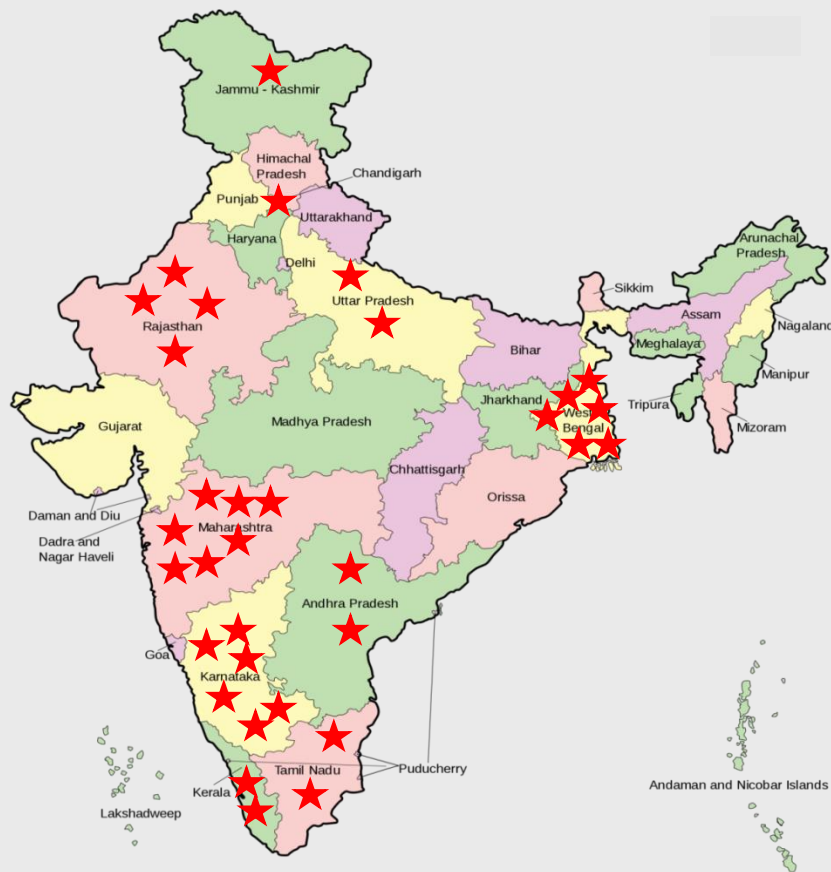 Jammu - Kashmir
Himachal
Pradesh
Chandigarh
Punjab
Uttarakhand
Haryana
Arunachal
Pradesh
Delhi
Sikkim
Uttar Pradesh
Rajasthan
Assam
Nagaland
Meghalaya
Bihar
Manipur
Jharkhand
Tripura
West
Bengal
Madhya Pradesh
Gujarat
Mizoram
Chhattisgarh
Orissa
Daman and Diu
Maharashtra
Dadra and
Nagar Haveli
Andhra Pradesh
Goa
Karnataka
Puducherry
Tamil Nadu
Kerala
Andaman and Nicobar Islands
Lakshadweep